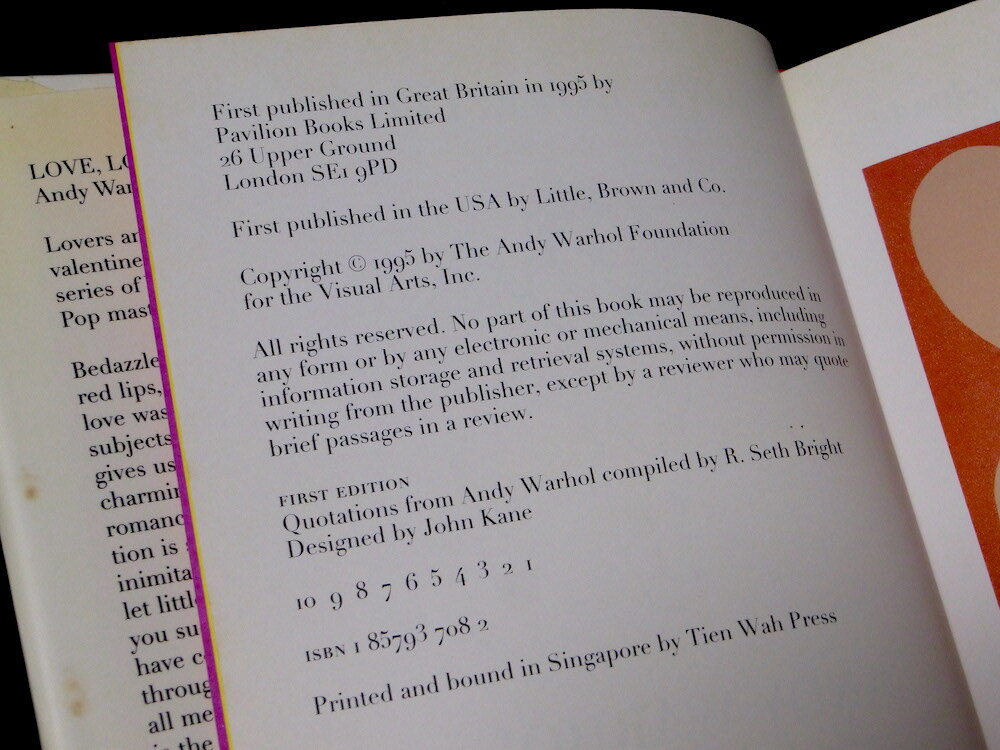 LOVE, LO
Andy War
Lovers an
valentine
series of
Pop mast
Bedazzle
red lips,
love was
subjects
gives us
charmin
romanc
tion is
inimita
let little
you su
have c
throug
all me
in the
First published in Great Britain in 1995 by
Pavilion Books Limited
26 Upper Ground
London SE1 9PD
First published in the USA by Little, Brown and Co.
Copyright © 1995 by The Andy Warhol Foundation
for the Visual Arts, Inc.
All rights reserved. No part of this book may be reproduced in
any form or by any electronic or mechanical means, including
information storage and retrieval systems, without permission in
writing from the publisher, except by a reviewer who may quote
brief passages in a review.
FIRST EDITION
Quotations from Andy Warhol compiled by R. Seth Bright
Designed by John Kane
10 9 8 7 6 5 4 3 2 1
ISBN 1 85793 708 2
Printed and bound in Singapore by Tien Wah Press